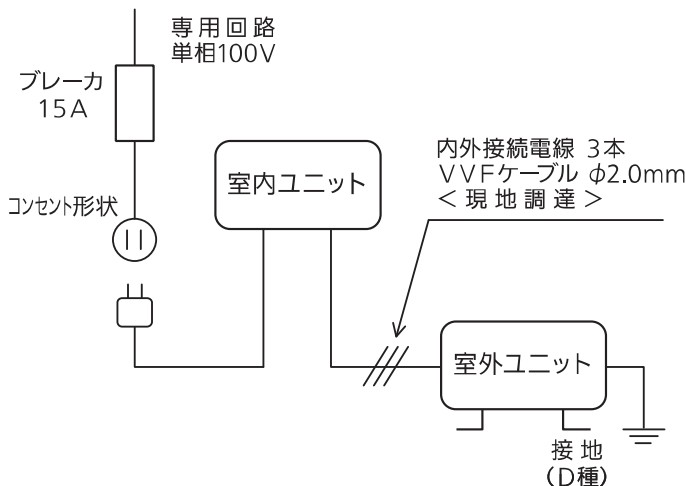 専用回路
単相100V
ブレーカ
15A
コンセント形状
室内ユニット
内外接続電線 3本
VVFケーブル φ2.0mm
＜現地調達＞
室外ユニット
接地
(D種)